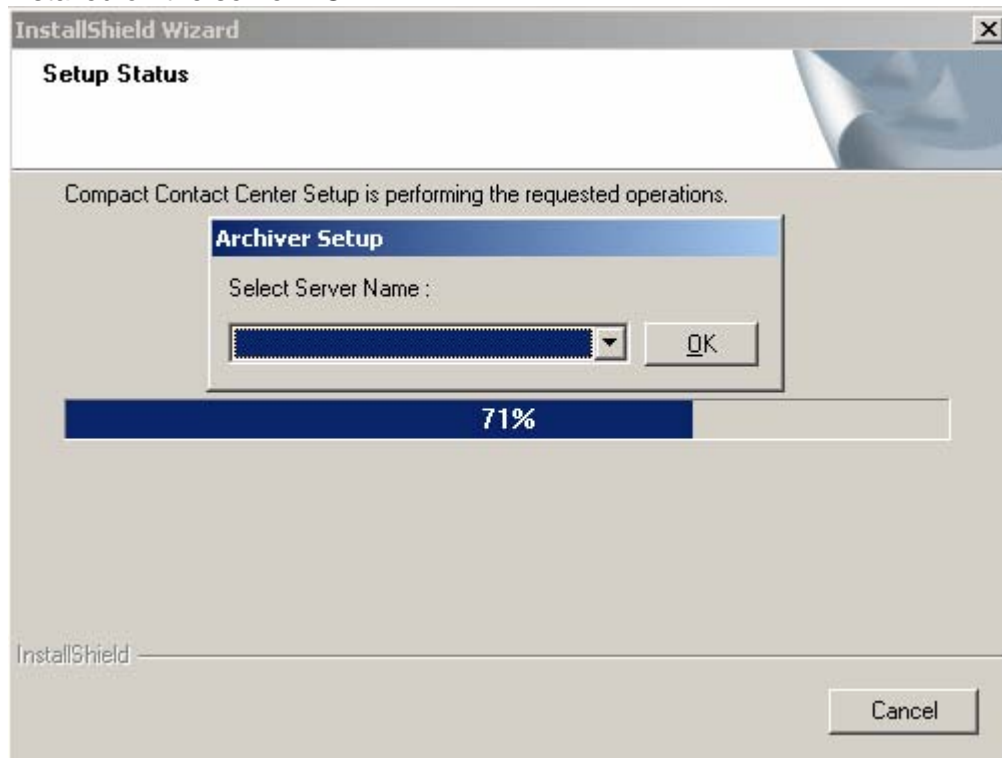 InstallShield Wizard
Setup Status
Compact Contact Center Setup is performing the requested operations.
Archiver Setup
Select Server Name :
OK
71%
InstallShield
Cancel